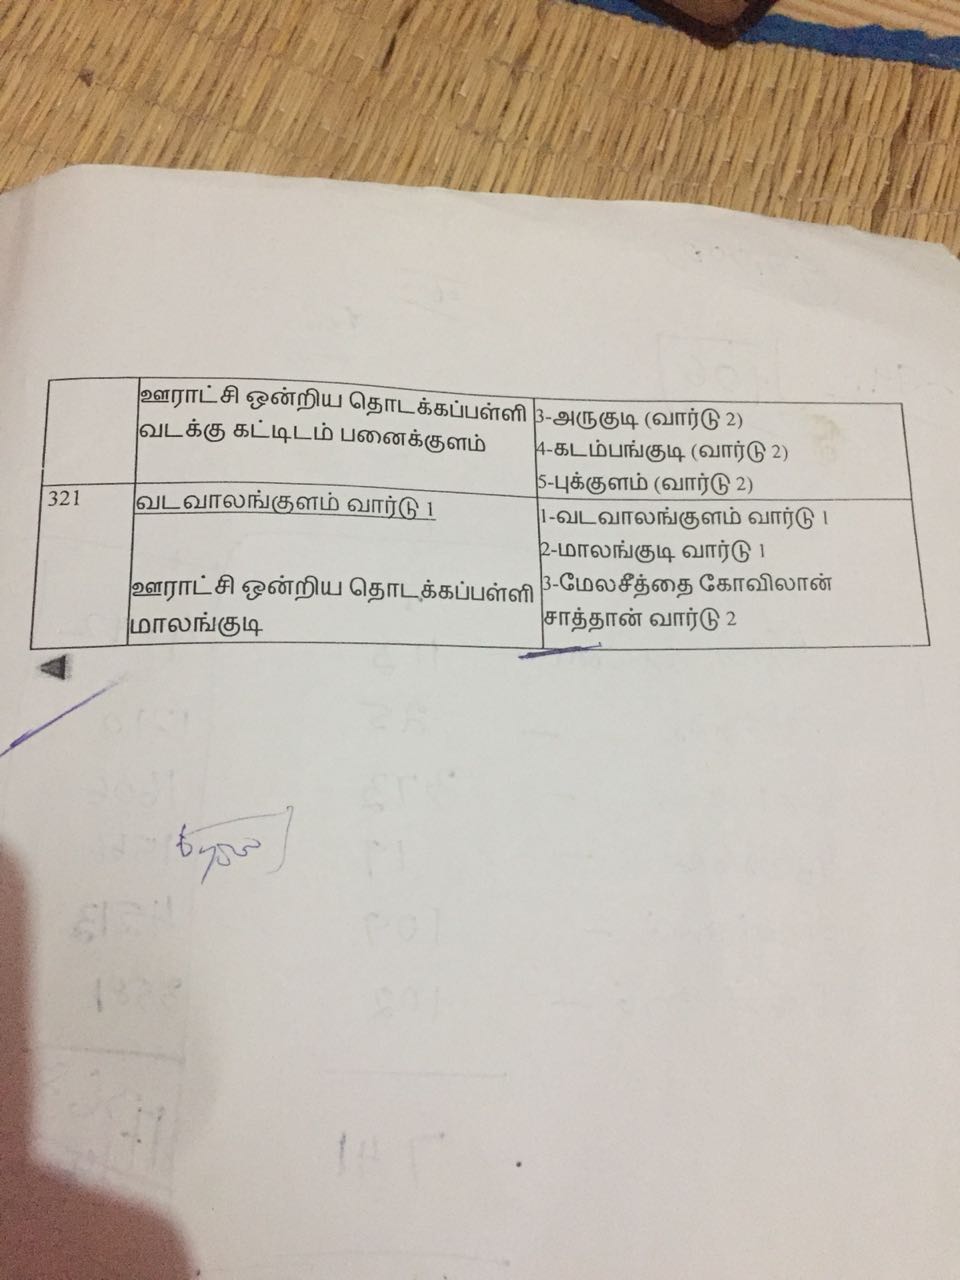 ஊராட்சி ஒன்றிய தொடக்கப்பள்ளி
வடக்கு கட்டிடம் பனைக்குளம்
3-அருகுடி (வார்டு 2)
4-கடம்பங்குடி (வார்டு 2)
5-புக்குளம் (வார்டு 2)
321
வடவாலங்குளம் வார்டு 1
ஊராட்சி ஒன்றிய தொடக்கப்பள்ளி
மாலங்குடி
1-வடவாலங்குளம் வார்டு 1
2-மாலங்குடி வார்டு 1
3-மேலசீத்தை கோவிலான்
சாத்தான் வார்டு 2